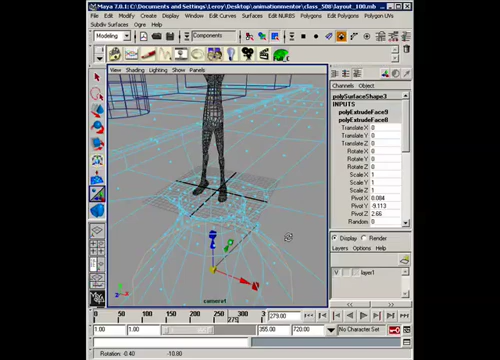 Maya 7.0.1: C:\Documents and Settings\Leroy\Desktop\animationmentor\class_500\layout_100.mb
File Edit Modify Create Display Window Edit Curves Surfaces Edit NURBS Polygons Edit Polygons Polygon UVs
Subdiv Surfaces Ogre Help
Modeling Components
View Shading Lighting Show Panels
Channels Object
polySurfaceShape3
INPUTS
polyExtrudeFace9
polyExtrudeFace8
Translate X 0
Translate Y 0
Translate Z 0
Rotate X 0
Rotate Y 0
Rotate Z 0
Scale X 1
Scale Y 1
Scale Z 1
Pivot X 0.084
Pivot Y -9.113
Pivot Z 2.66
Random 0
Display Render
Layers Options Help
V layer1
camera1
0 50 100 150 200 250 3 279.00
275
1.00 1.00 355.00 720.00 No Character Set
Rotation: -0.40 -10.80